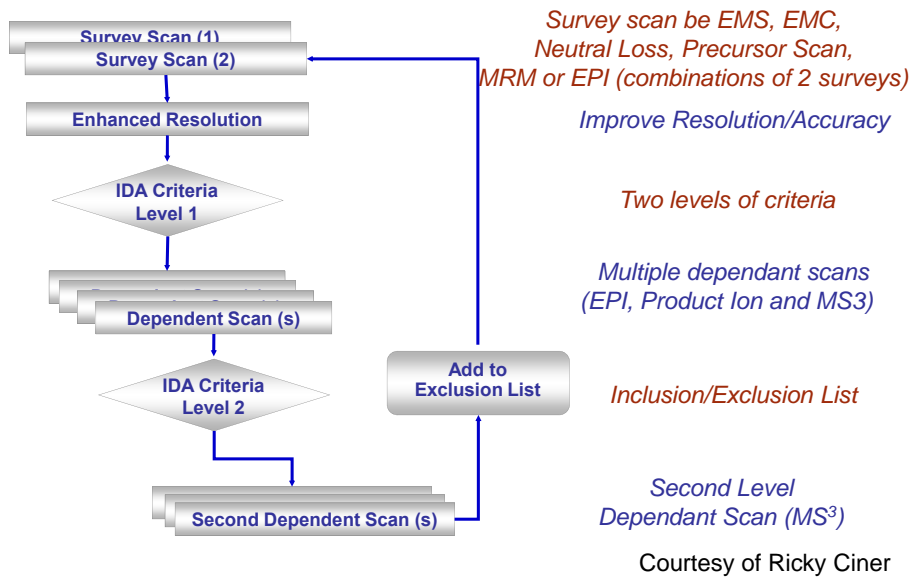 Survey Scan (1)
Survey Scan (2)
Enhanced Resolution
IDA Criteria
Level 1
Dependent Scan (s)
IDA Criteria
Level 2
Second Dependent Scan (s)
Add to
Exclusion List
Survey scan be EMS, EMC,
Neutral Loss, Precursor Scan,
MRM or EPI (combinations of 2 surveys)
Improve Resolution/Accuracy
Two levels of criteria
Multiple dependant scans
(EPI, Product Ion and MS3)
Inclusion/Exclusion List
Second Level
Dependant Scan (MS³)
Courtesy of Ricky Ciner